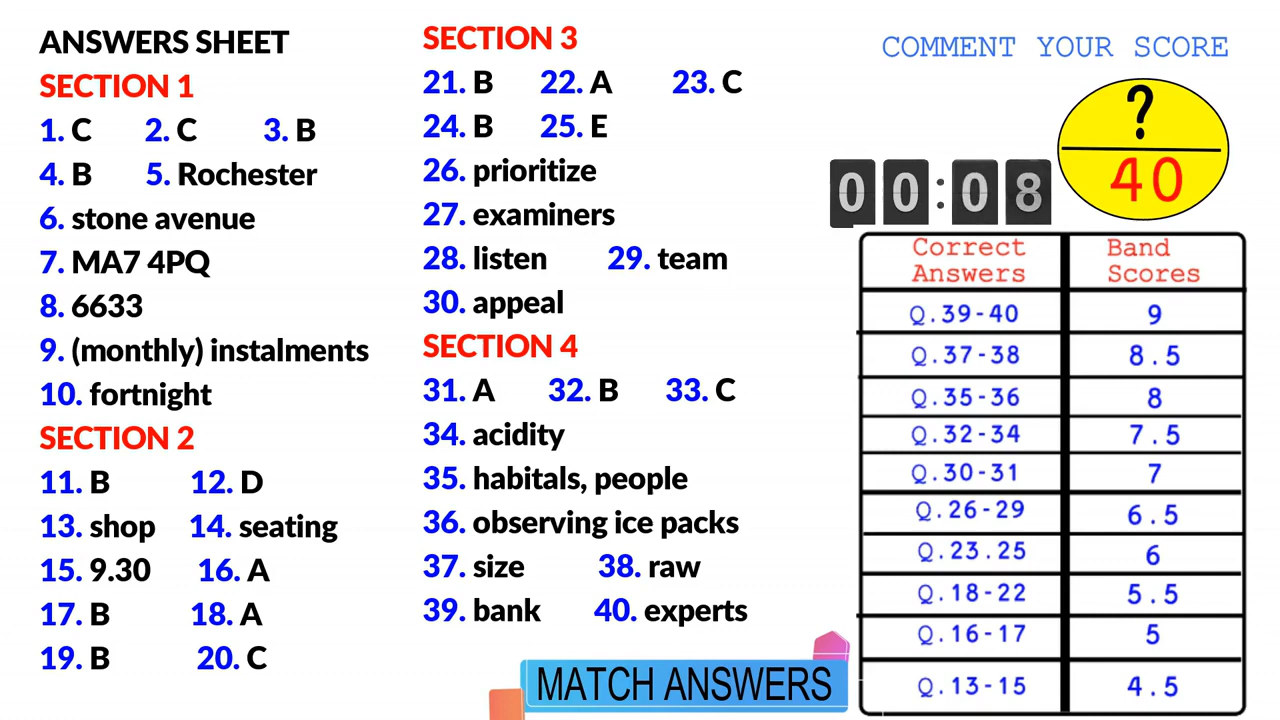 ANSWERS SHEET
SECTION 1
1. C 2. C 3. B
4. B 5. Rochester
6. stone avenue
7. MA7 4PQ
8. 6633
9. (monthly) instalments
10. fortnight
SECTION 2
11. B 12. D
13. shop 14. seating
15. 9.30 16. A
17. B 18. A
19. B 20. C
SECTION 3
21. B 22. A 23. C
24. B 25. E
26. prioritize
27. examiners
28. listen 29. team
30. appeal
SECTION 4
31. A 32. B 33. C
34. acidity
35. habitals, people
36. observing ice packs
37. size 38. raw
39. bank 40. experts
MATCH ANSWERS
COMMENT YOUR SCORE
?
40
00:08
Correct Answers Band Scores
Q.39-40 9
Q.37-38 8.5
Q.35-36 8
Q.32-34 7.5
Q.30-31 7
Q.26-29 6.5
Q.23.25 6
Q.18-22 5.5
Q.16-17 5
Q.13-15 4.5